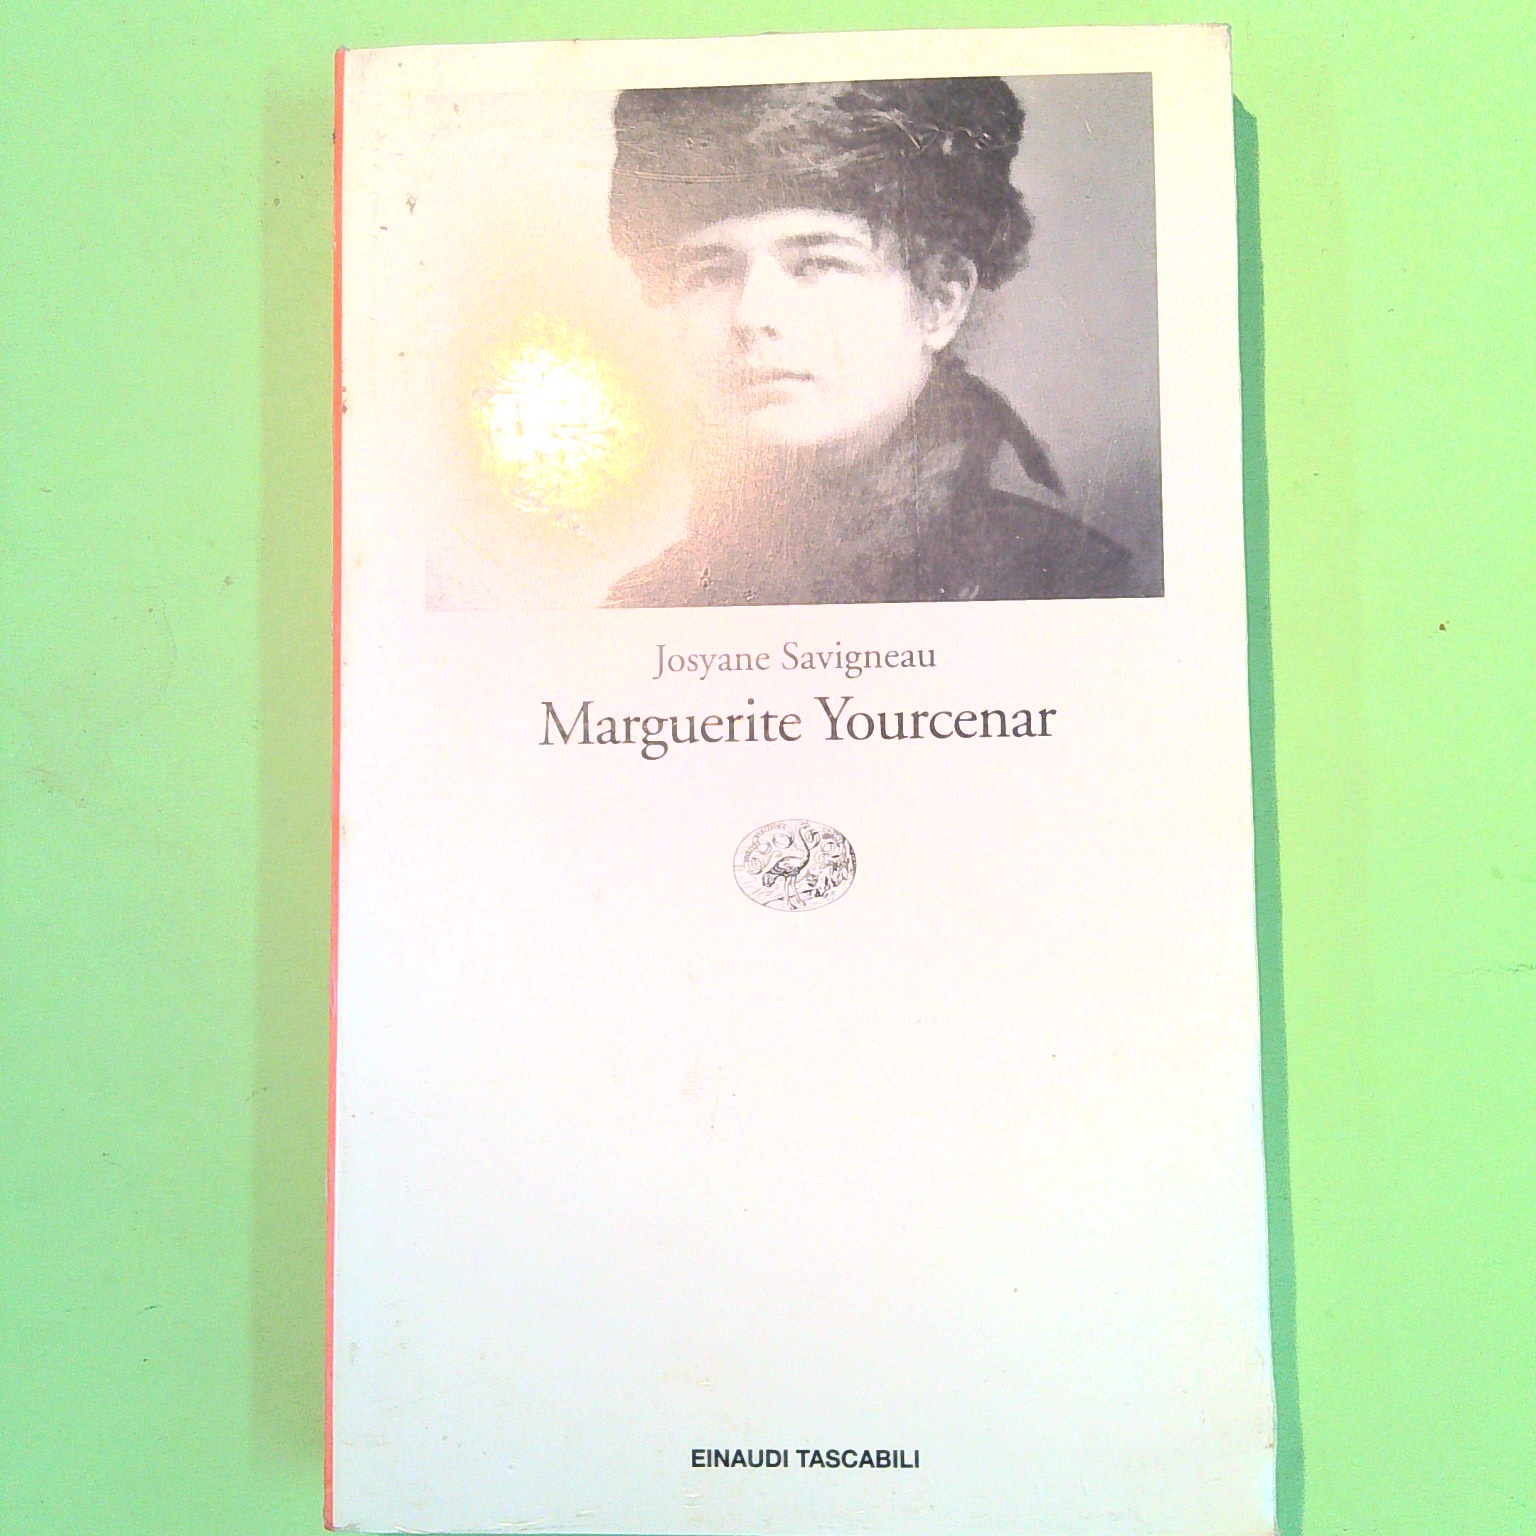 Josyane Savigneau
Marguerite Yourcenar
EINAUDI TASCABILI